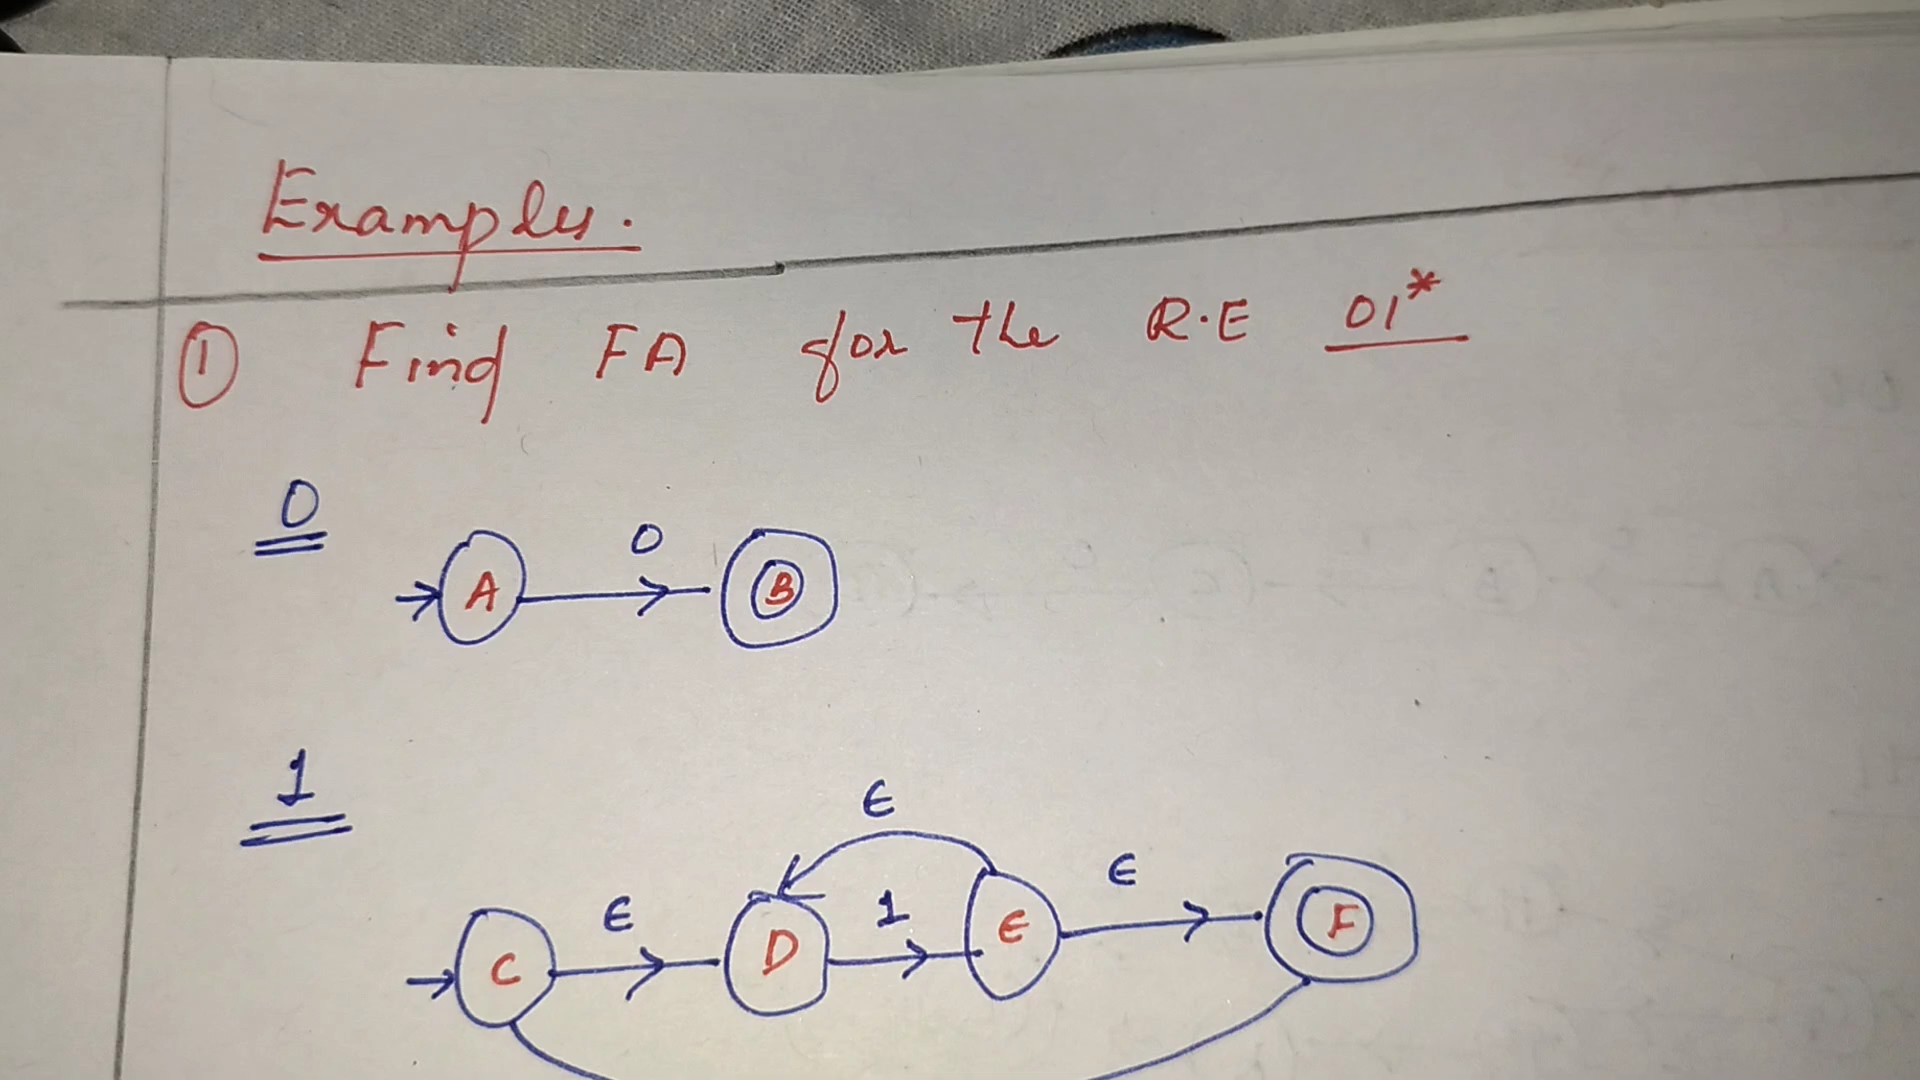 Examples.
① Find FA for the R.E 01*
0
A 0 B
1
ϵ
C ϵ D 1 E ϵ F